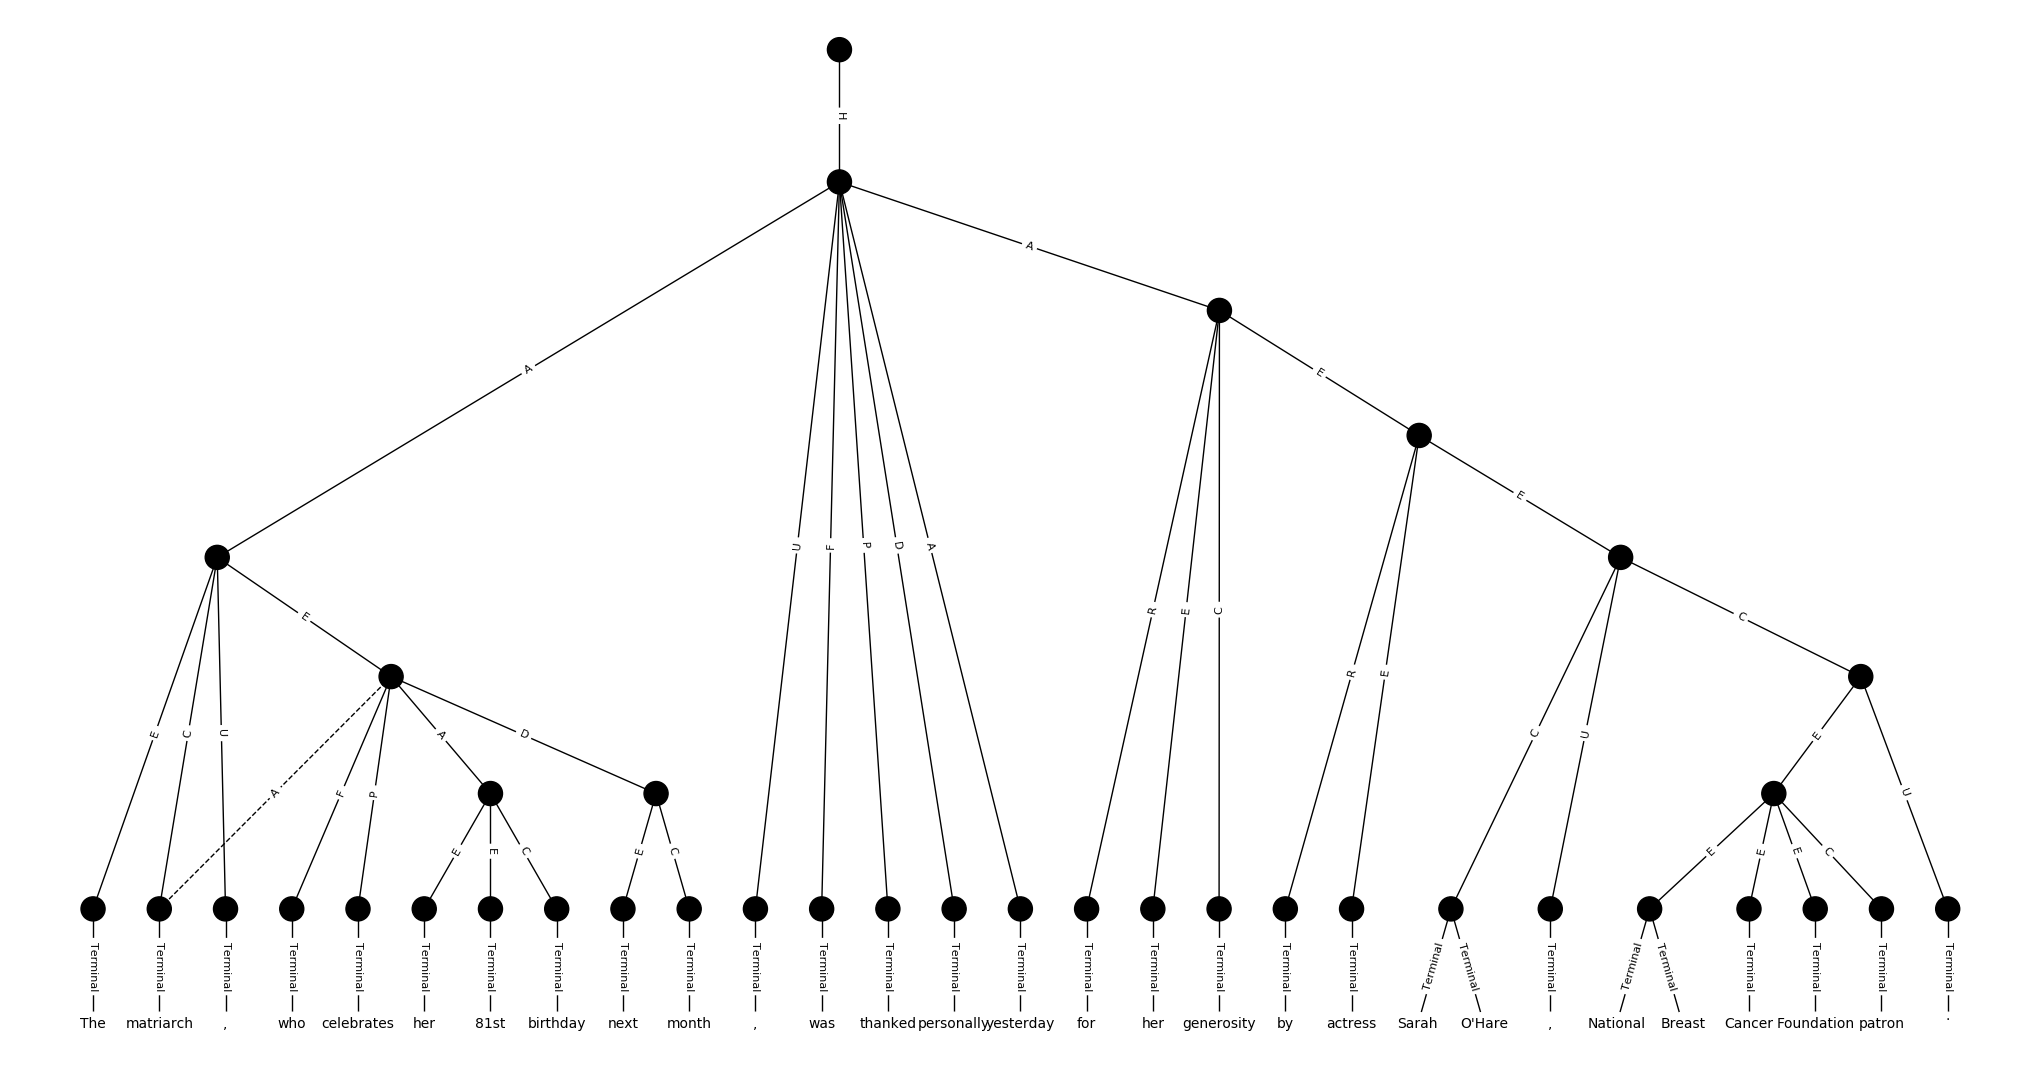 H
A
A
E
E
E
C
U
F
P
D
A
R
E
C
E
C
U
A
D
R
E
C
U
E
U
A
F
P
E
E
C
E
C
E
E
E
C
Terminal Terminal Terminal Terminal Terminal Terminal Terminal Terminal Terminal Terminal Terminal Terminal Terminal Terminal Terminal Terminal Terminal Terminal Terminal Terminal Terminal Terminal Terminal Terminal Terminal Terminal Terminal Terminal Terminal
The matriarch , who celebrates her 81st birthday next month , was thanked personally yesterday for her generosity by actress Sarah O'Hare , National Breast Cancer Foundation patron .